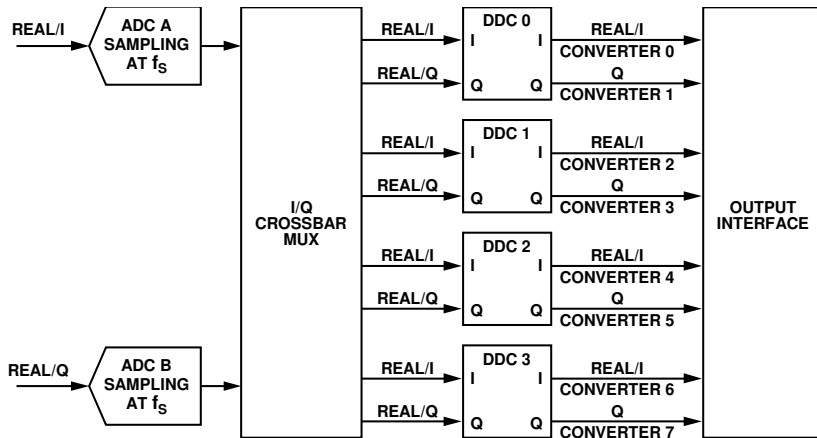 REAL/I
ADC A
SAMPLING
AT fS
REAL/Q
ADC B
SAMPLING
AT fS
I/Q
CROSSBAR
MUX
REAL/I
REAL/Q
DDC 0
I I
Q Q
REAL/I
CONVERTER 0
Q
CONVERTER 1
REAL/I
REAL/Q
DDC 1
I I
Q Q
REAL/I
CONVERTER 2
Q
CONVERTER 3
REAL/I
REAL/Q
DDC 2
I I
Q Q
REAL/I
CONVERTER 4
Q
CONVERTER 5
REAL/I
REAL/Q
DDC 3
I I
Q Q
REAL/I
CONVERTER 6
Q
CONVERTER 7
OUTPUT
INTERFACE